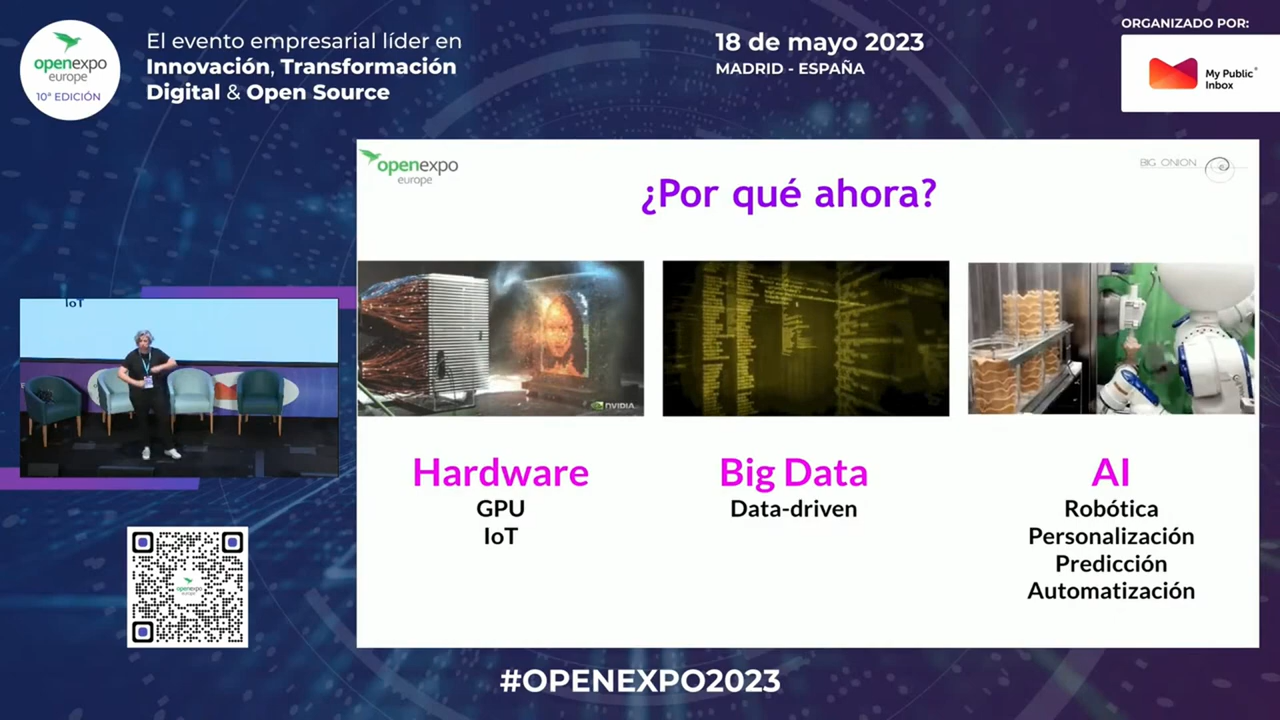 openexpo
europe
10ª EDICIÓN
El evento empresarial líder en
Innovación, Transformación
Digital & Open Source
18 de mayo 2023
MADRID - ESPAÑA
ORGANIZADO POR:
My Public
Inbox
openexpo
europe
BIG ONION
¿Por qué ahora?
NVIDIA
Hardware
GPU
IoT
Big Data
Data-driven
AI
Robótica
Personalización
Predicción
Automatización
IoT
openexpo
europe
#OPENEXPO2023